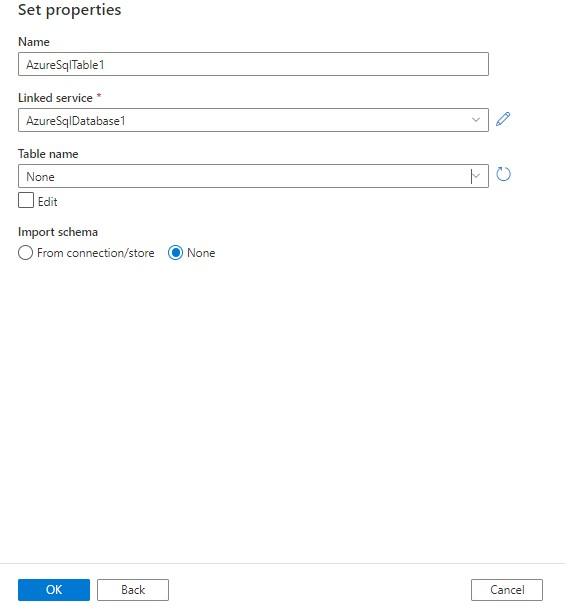 Set properties
Name
AzureSqlTable1
Linked service *
AzureSqlDatabase1
Table name
None
Edit
Import schema
From connection/store None
OK Back Cancel